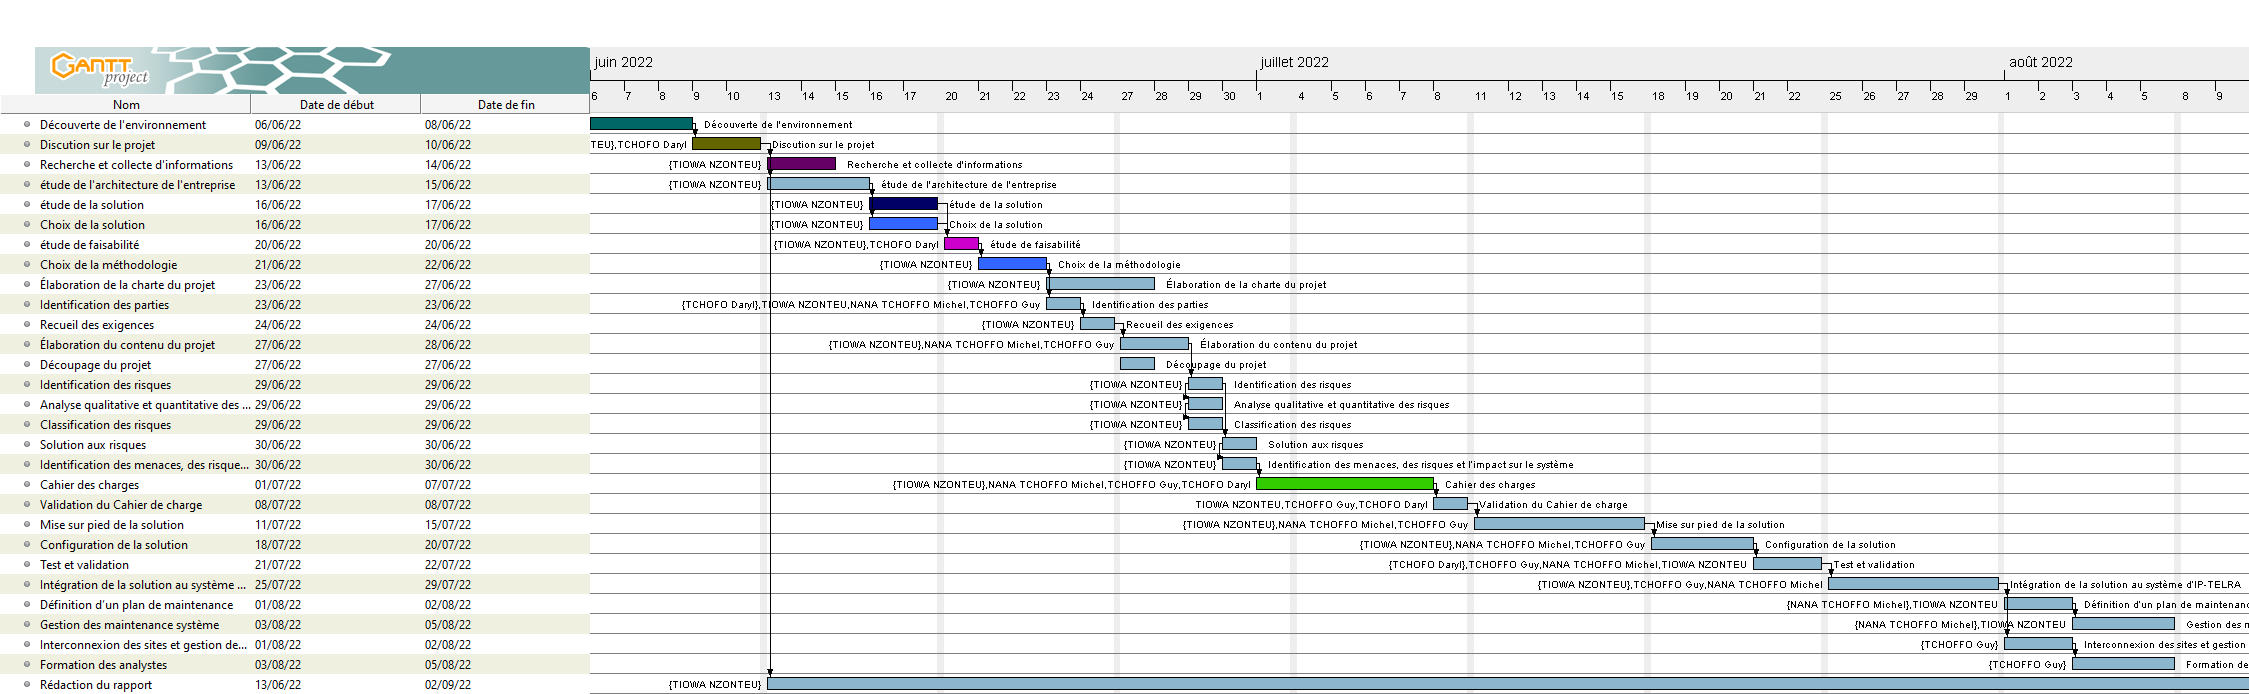 GANTT
project
juin 2022 juillet 2022 août 2022
6 7 8 9 10 13 14 15 16 17 20 21 22 23 24 27 28 29 30 1 4 5 6 7 8 11 12 13 14 15 18 19 20 21 22 25 26 27 28 29 1 2 3 4 5 8 9
Nom Date de début Date de fin
Découverte de l'environnement 06/06/22 08/06/22 Découverte de l'environnement
Discution sur le projet 09/06/22 10/06/22 TEU},TCHOFO Daryl Discution sur le projet
Recherche et collecte d'informations 13/06/22 14/06/22 {TIOWA NZONTEU} Recherche et collecte d'informations
étude de l'architecture de l'entreprise 13/06/22 15/06/22 {TIOWA NZONTEU} étude de l'architecture de l'entreprise
étude de la solution 16/06/22 17/06/22 {TIOWA NZONTEU} étude de la solution
Choix de la solution 16/06/22 17/06/22 {TIOWA NZONTEU} Choix de la solution
étude de faisabilité 20/06/22 20/06/22 {TIOWA NZONTEU},TCHOFO Daryl étude de faisabilité
Choix de la méthodologie 21/06/22 22/06/22 {TIOWA NZONTEU} Choix de la méthodologie
Élaboration de la charte du projet 23/06/22 27/06/22 {TIOWA NZONTEU} Élaboration de la charte du projet
Identification des parties 23/06/22 23/06/22 {TCHOFO Daryl},TIOWA NZONTEU,NANA TCHOFFO Michel,TCHOFFO Guy Identification des parties
Recueil des exigences 24/06/22 24/06/22 {TIOWA NZONTEU} Recueil des exigences
Élaboration du contenu du projet 27/06/22 28/06/22 {TIOWA NZONTEU},NANA TCHOFFO Michel,TCHOFFO Guy Élaboration du contenu du projet
Découpage du projet 27/06/22 27/06/22 Découpage du projet
Identification des risques 29/06/22 29/06/22 {TIOWA NZONTEU} Identification des risques
Analyse qualitative et quantitative des ... 29/06/22 29/06/22 {TIOWA NZONTEU} Analyse qualitative et quantitative des risques
Classification des risques 29/06/22 29/06/22 {TIOWA NZONTEU} Classification des risques
Solution aux risques 30/06/22 30/06/22 {TIOWA NZONTEU} Solution aux risques
Identification des menaces, des risque... 30/06/22 30/06/22 {TIOWA NZONTEU} Identification des menaces, des risques et l'impact sur le système
Cahier des charges 01/07/22 07/07/22 {TIOWA NZONTEU},NANA TCHOFFO Michel,TCHOFFO Guy,TCHOFO Daryl Cahier des charges
Validation du Cahier de charge 08/07/22 08/07/22 TIOWA NZONTEU,TCHOFFO Guy,TCHOFO Daryl Validation du Cahier de charge
Mise sur pied de la solution 11/07/22 15/07/22 {TIOWA NZONTEU},NANA TCHOFFO Michel,TCHOFFO Guy Mise sur pied de la solution
Configuration de la solution 18/07/22 20/07/22 {TIOWA NZONTEU},NANA TCHOFFO Michel,TCHOFFO Guy Configuration de la solution
Test et validation 21/07/22 22/07/22 {TCHOFO Daryl},TCHOFFO Guy,NANA TCHOFFO Michel,TIOWA NZONTEU Test et validation
Intégration de la solution au système ... 25/07/22 29/07/22 {TIOWA NZONTEU},TCHOFFO Guy,NANA TCHOFFO Michel Intégration de la solution au système d'IP-TELRA
Définition d'un plan de maintenance 01/08/22 02/08/22 {NANA TCHOFFO Michel},TIOWA NZONTEU Définition d'un plan de maintenanc
Gestion des maintenance système 03/08/22 05/08/22 {NANA TCHOFFO Michel},TIOWA NZONTEU Gestion des m
Interconnexion des sites et gestion de... 01/08/22 02/08/22 {TCHOFFO Guy} Interconnexion des sites et gestion
Formation des analystes 03/08/22 05/08/22 {TCHOFFO Guy} Formation de
Rédaction du rapport 13/06/22 02/09/22 {TIOWA NZONTEU}